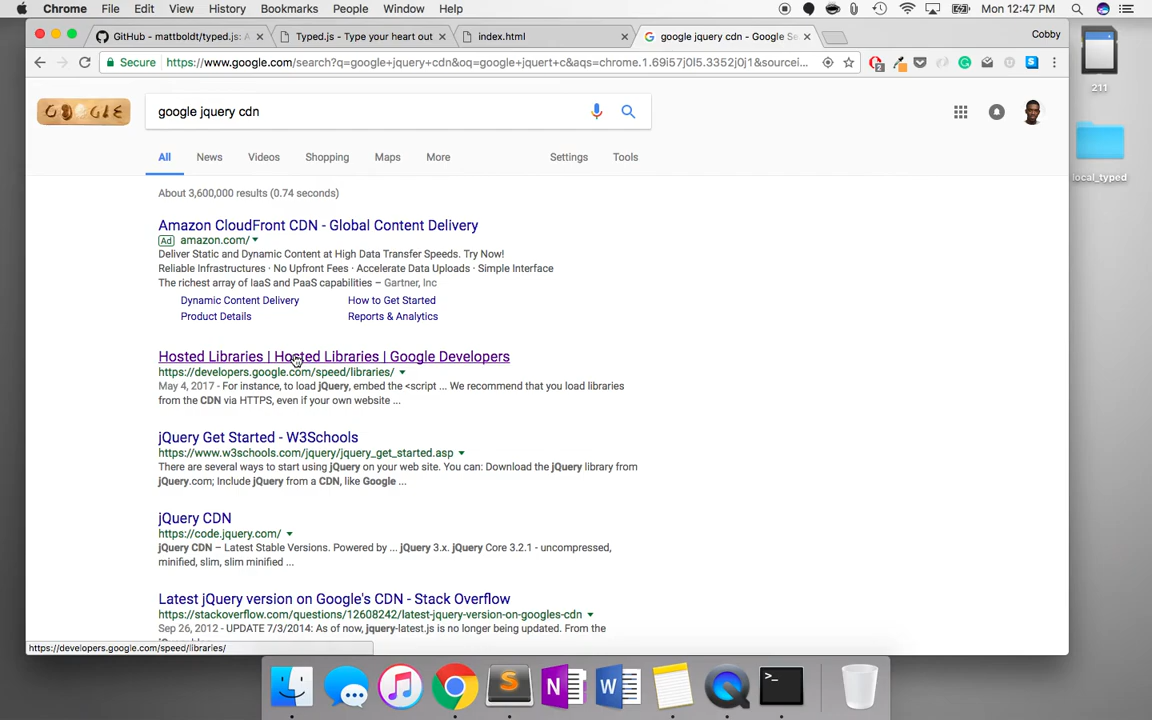 Chrome File Edit View History Bookmarks People Window Help Mon 12:47 PM
GitHub - mattboldt/typed.js: A
Typed.js - Type your heart out
index.html
google jquery cdn - Google Se
Cobby
Secure https://www.google.com/search?q=google+jquery+cdn&oq=google+jquert+c&aqs=chrome.1.69i57j0l5.3352j0j1&sourcei...
211
local_typed
GOOGLE
google jquery cdn
All News Videos Shopping Maps More Settings Tools
About 3,600,000 results (0.74 seconds)
Amazon CloudFront CDN - Global Content Delivery
Ad amazon.com/
Deliver Static and Dynamic Content at High Data Transfer Speeds. Try Now!
Reliable Infrastructures · No Upfront Fees · Accelerate Data Uploads · Simple Interface
The richest array of IaaS and PaaS capabilities – Gartner, Inc
Dynamic Content Delivery How to Get Started
Product Details Reports & Analytics
Hosted Libraries | Hosted Libraries | Google Developers
https://developers.google.com/speed/libraries/
May 4, 2017 - For instance, to load jQuery, embed the <script ... We recommend that you load libraries
from the CDN via HTTPS, even if your own website ...
jQuery Get Started - W3Schools
https://www.w3schools.com/jquery/jquery_get_started.asp
There are several ways to start using jQuery on your web site. You can: Download the jQuery library from
jQuery.com; Include jQuery from a CDN, like Google ...
jQuery CDN
https://code.jquery.com/
jQuery CDN – Latest Stable Versions. Powered by ... jQuery 3.x. jQuery Core 3.2.1 - uncompressed,
minified, slim, slim minified ...
Latest jQuery version on Google's CDN - Stack Overflow
https://stackoverflow.com/questions/12608242/latest-jquery-version-on-googles-cdn
Sep 26, 2012 - UPDATE 7/3/2014: As of now, jquery-latest.js is no longer being updated. From the
https://developers.google.com/speed/libraries/